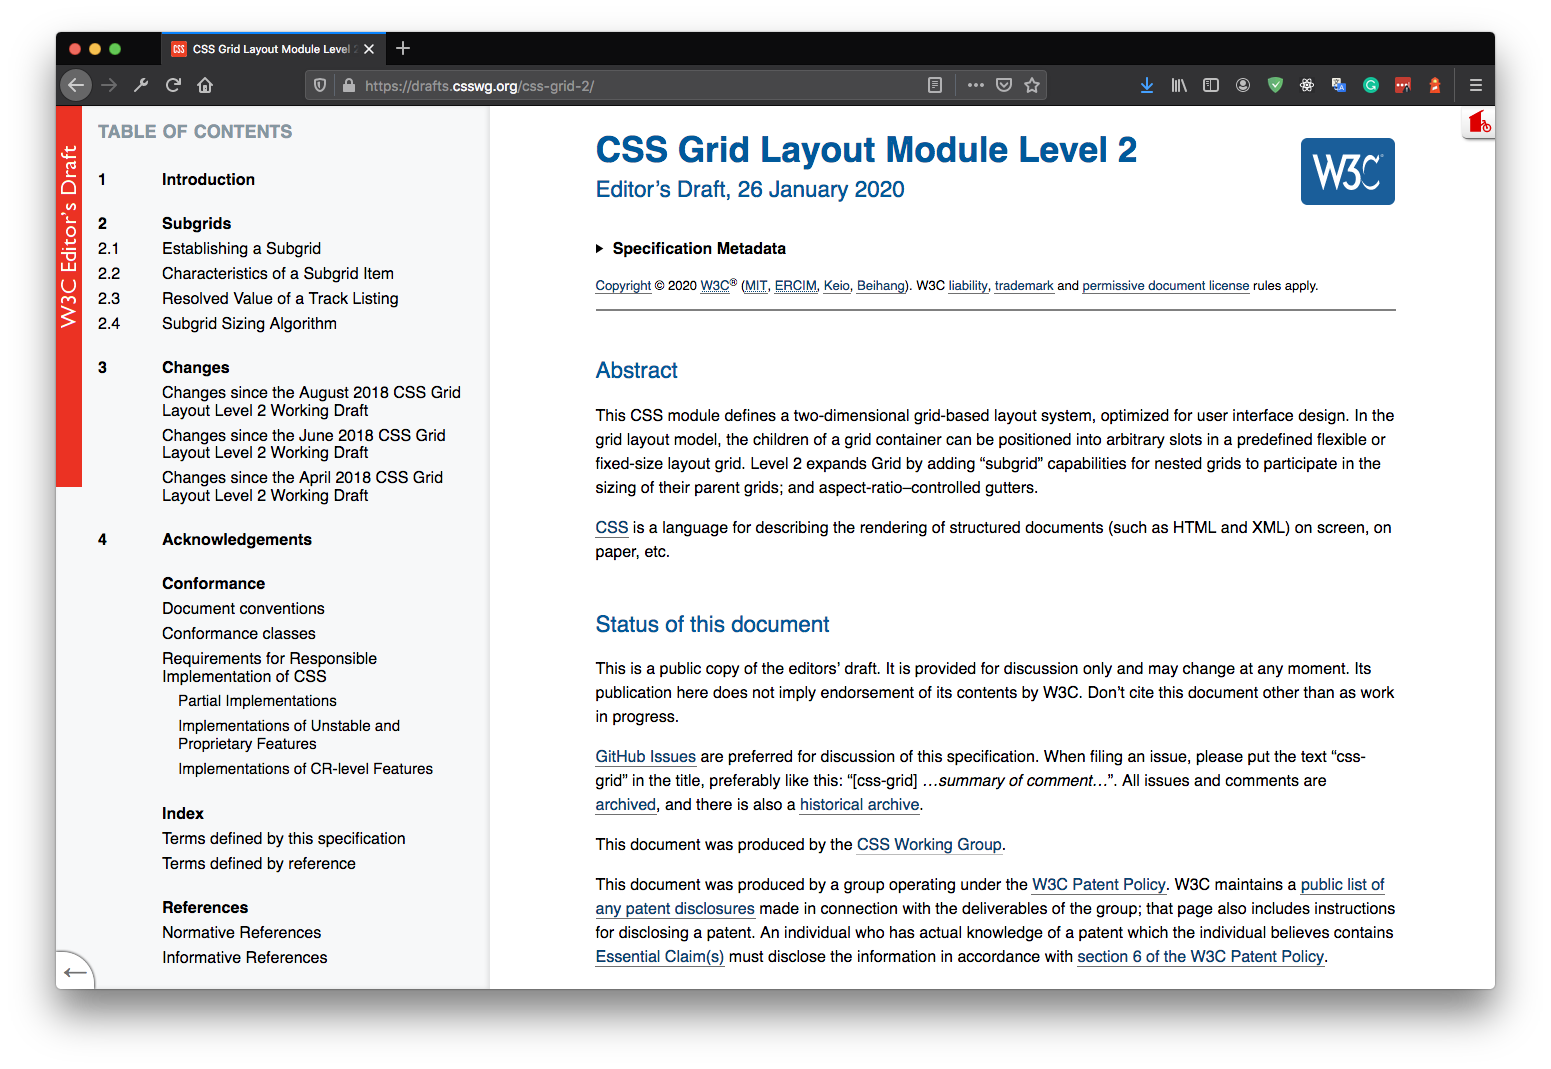 CSS Grid Layout Module Level 2
https://drafts.csswg.org/css-grid-2/
W3C Editor's Draft
TABLE OF CONTENTS
1 Introduction
2 Subgrids
2.1 Establishing a Subgrid
2.2 Characteristics of a Subgrid Item
2.3 Resolved Value of a Track Listing
2.4 Subgrid Sizing Algorithm
3 Changes
Changes since the August 2018 CSS Grid
Layout Level 2 Working Draft
Changes since the June 2018 CSS Grid
Layout Level 2 Working Draft
Changes since the April 2018 CSS Grid
Layout Level 2 Working Draft
4 Acknowledgements
Conformance
Document conventions
Conformance classes
Requirements for Responsible
Implementation of CSS
Partial Implementations
Implementations of Unstable and
Proprietary Features
Implementations of CR-level Features
Index
Terms defined by this specification
Terms defined by reference
References
Normative References
Informative References
CSS Grid Layout Module Level 2
W3C
Editor’s Draft, 26 January 2020
Specification Metadata
Copyright © 2020 W3C® (MIT, ERCIM, Keio, Beihang). W3C liability, trademark and permissive document license rules apply.
Abstract
This CSS module defines a two-dimensional grid-based layout system, optimized for user interface design. In the
grid layout model, the children of a grid container can be positioned into arbitrary slots in a predefined flexible or
fixed-size layout grid. Level 2 expands Grid by adding “subgrid” capabilities for nested grids to participate in the
sizing of their parent grids; and aspect-ratio–controlled gutters.
CSS is a language for describing the rendering of structured documents (such as HTML and XML) on screen, on
paper, etc.
Status of this document
This is a public copy of the editors’ draft. It is provided for discussion only and may change at any moment. Its
publication here does not imply endorsement of its contents by W3C. Don’t cite this document other than as work
in progress.
GitHub Issues are preferred for discussion of this specification. When filing an issue, please put the text “css-
grid” in the title, preferably like this: “[css-grid] …summary of comment…”. All issues and comments are
archived, and there is also a historical archive.
This document was produced by the CSS Working Group.
This document was produced by a group operating under the W3C Patent Policy. W3C maintains a public list of
any patent disclosures made in connection with the deliverables of the group; that page also includes instructions
for disclosing a patent. An individual who has actual knowledge of a patent which the individual believes contains
Essential Claim(s) must disclose the information in accordance with section 6 of the W3C Patent Policy.